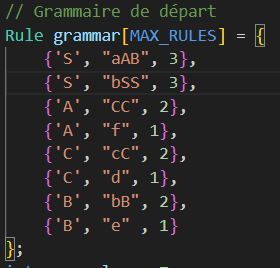 // Grammaire de départ
Rule grammar[MAX_RULES] = {
{'S', "aAB", 3},
{'S', "bSS", 3},
{'A', "CC", 2},
{'A', "f", 1},
{'C', "cC", 2},
{'C', "d", 1},
{'B', "bB", 2},
{'B', "e" , 1}
};